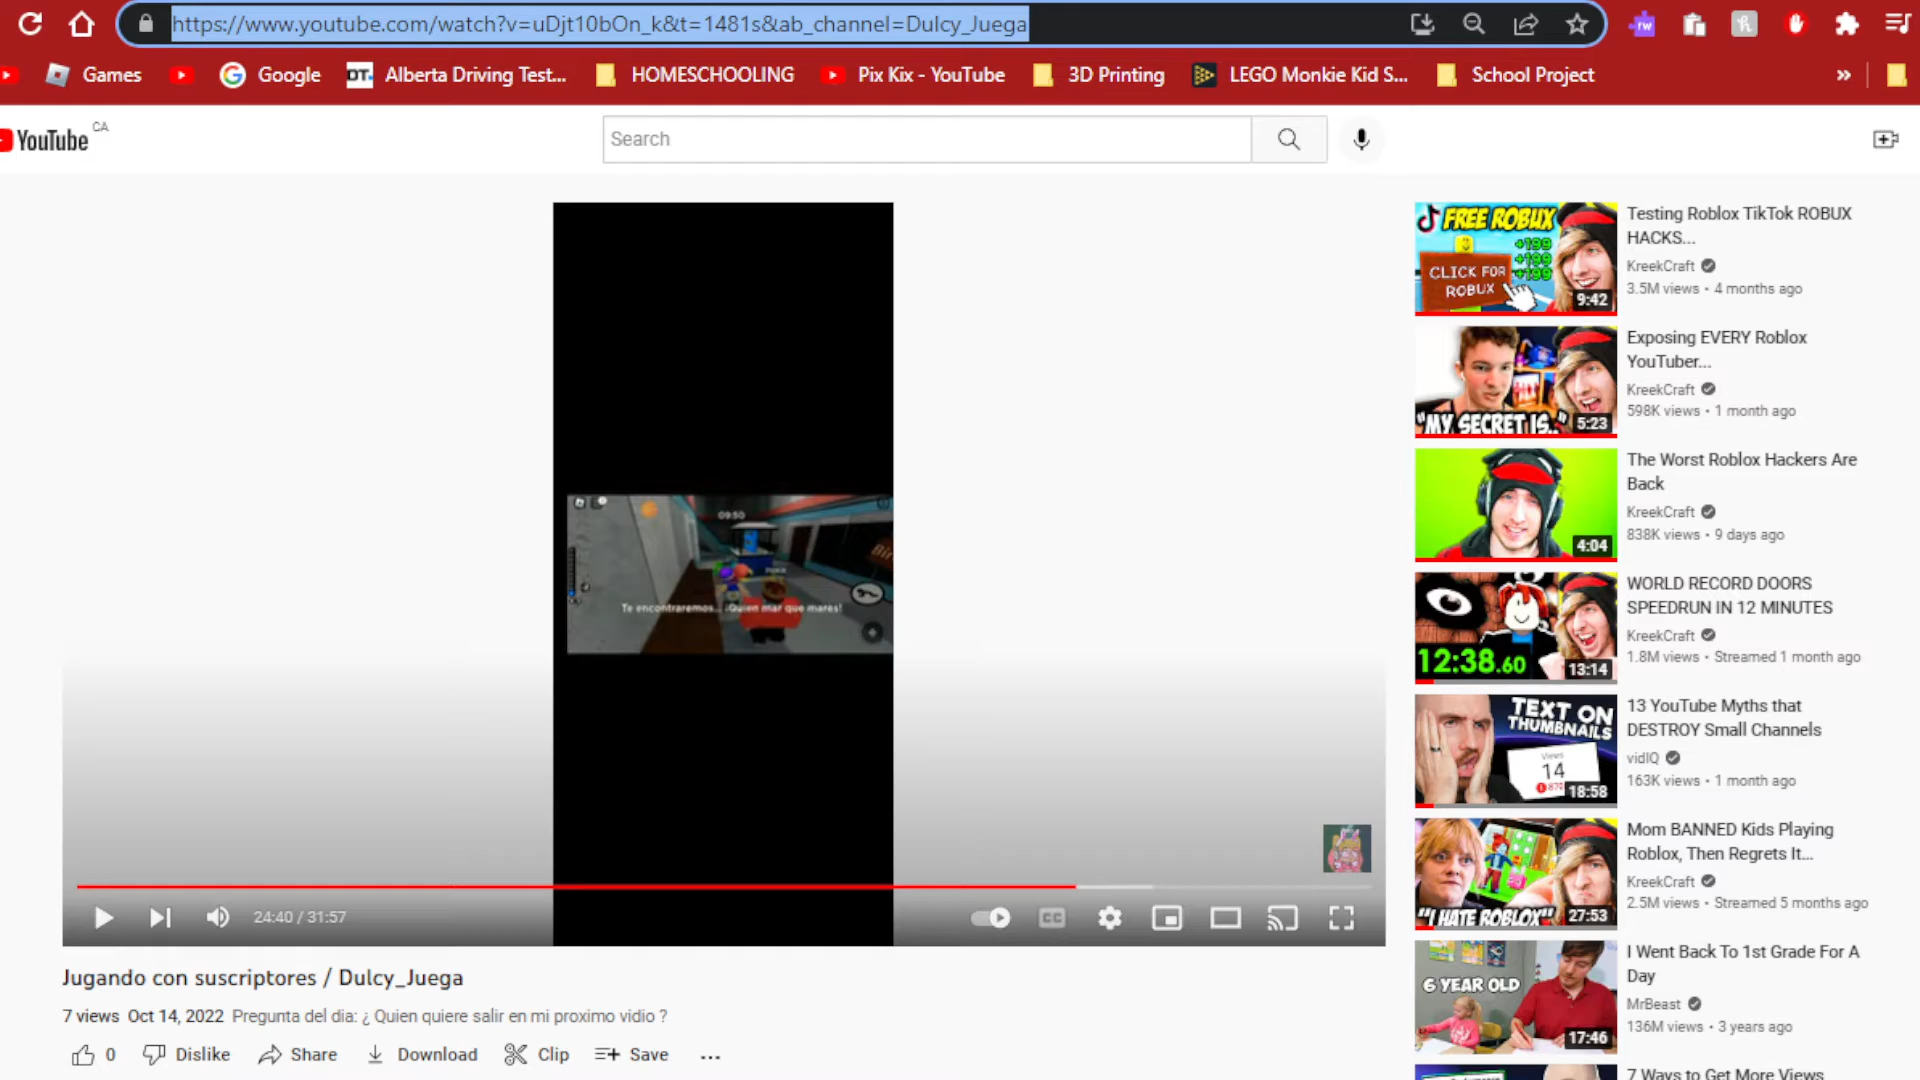 https://www.youtube.com/watch?v=uDjt10bOn_k&t=1481s&ab_channel=Dulcy_Juega
rw
Games
Google
DT.
Alberta Driving Test...
HOMESCHOOLING
Pix Kix - YouTube
3D Printing
LEGO Monkie Kid S...
School Project
»
YouTube CA
Search
09:50
Te encontraremos... ¡Quien mar que mares!
24:40 / 31:57
CC
Jugando con suscriptores / Dulcy_Juega
7 views Oct 14, 2022 Pregunta del dia: ¿ Quien quiere salir en mi proximo vidio ?
0
Dislike
Share
Download
Clip
Save
...
FREE ROBUX
+199
+199
+199
CLICK FOR
ROBUX
9:42
Testing Roblox TikTok ROBUX
HACKS...
KreekCraft
3.5M views • 4 months ago
"MY SECRET IS.."
5:23
Exposing EVERY Roblox
YouTuber...
KreekCraft
598K views • 1 month ago
4:04
The Worst Roblox Hackers Are
Back
KreekCraft
838K views • 9 days ago
12:38.60
13:14
WORLD RECORD DOORS
SPEEDRUN IN 12 MINUTES
KreekCraft
1.8M views • Streamed 1 month ago
TEXT ON
THUMBNAILS
Views
14
18:58
13 YouTube Myths that
DESTROY Small Channels
vidIQ
163K views • 1 month ago
"I HATE ROBLOX"
27:53
Mom BANNED Kids Playing
Roblox, Then Regrets It...
KreekCraft
2.5M views • Streamed 5 months ago
6 YEAR OLD
17:46
I Went Back To 1st Grade For A
Day
MrBeast
136M views • 3 years ago
7 Ways to Get More Views